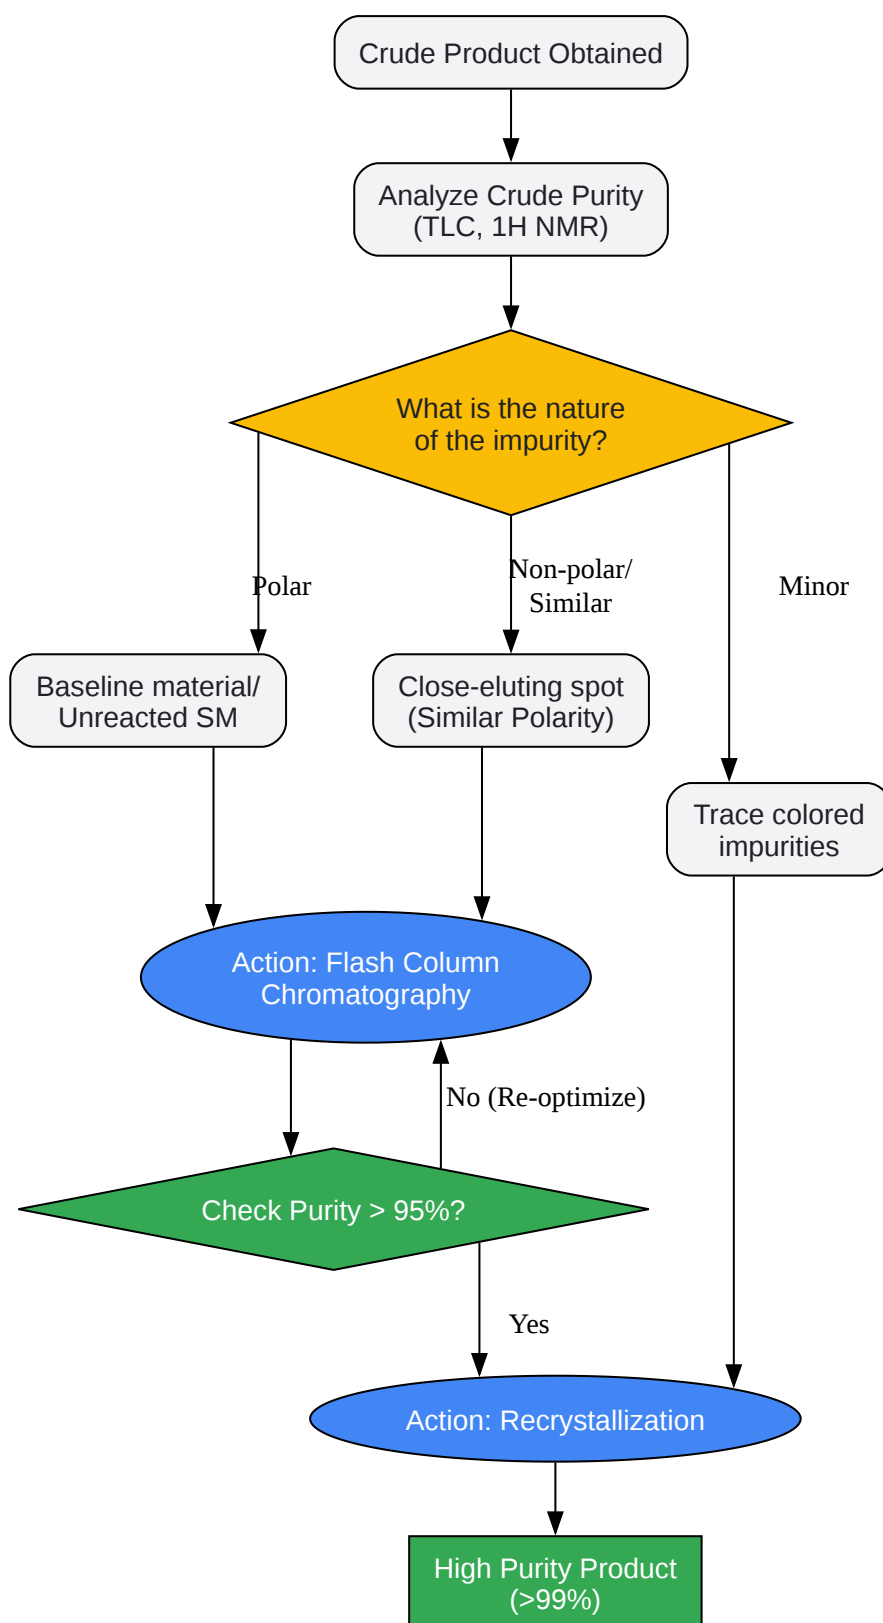 Crude Product Obtained
Analyze Crude Purity
(TLC, 1H NMR)
What is the nature
of the impurity?
Polar
Non-polar/
Similar
Minor
Baseline material/
Unreacted SM
Close-eluting spot
(Similar Polarity)
Trace colored
impurities
Action: Flash Column
Chromatography
No (Re-optimize)
Check Purity > 95%?
Yes
Action: Recrystallization
High Purity Product
(>99%)